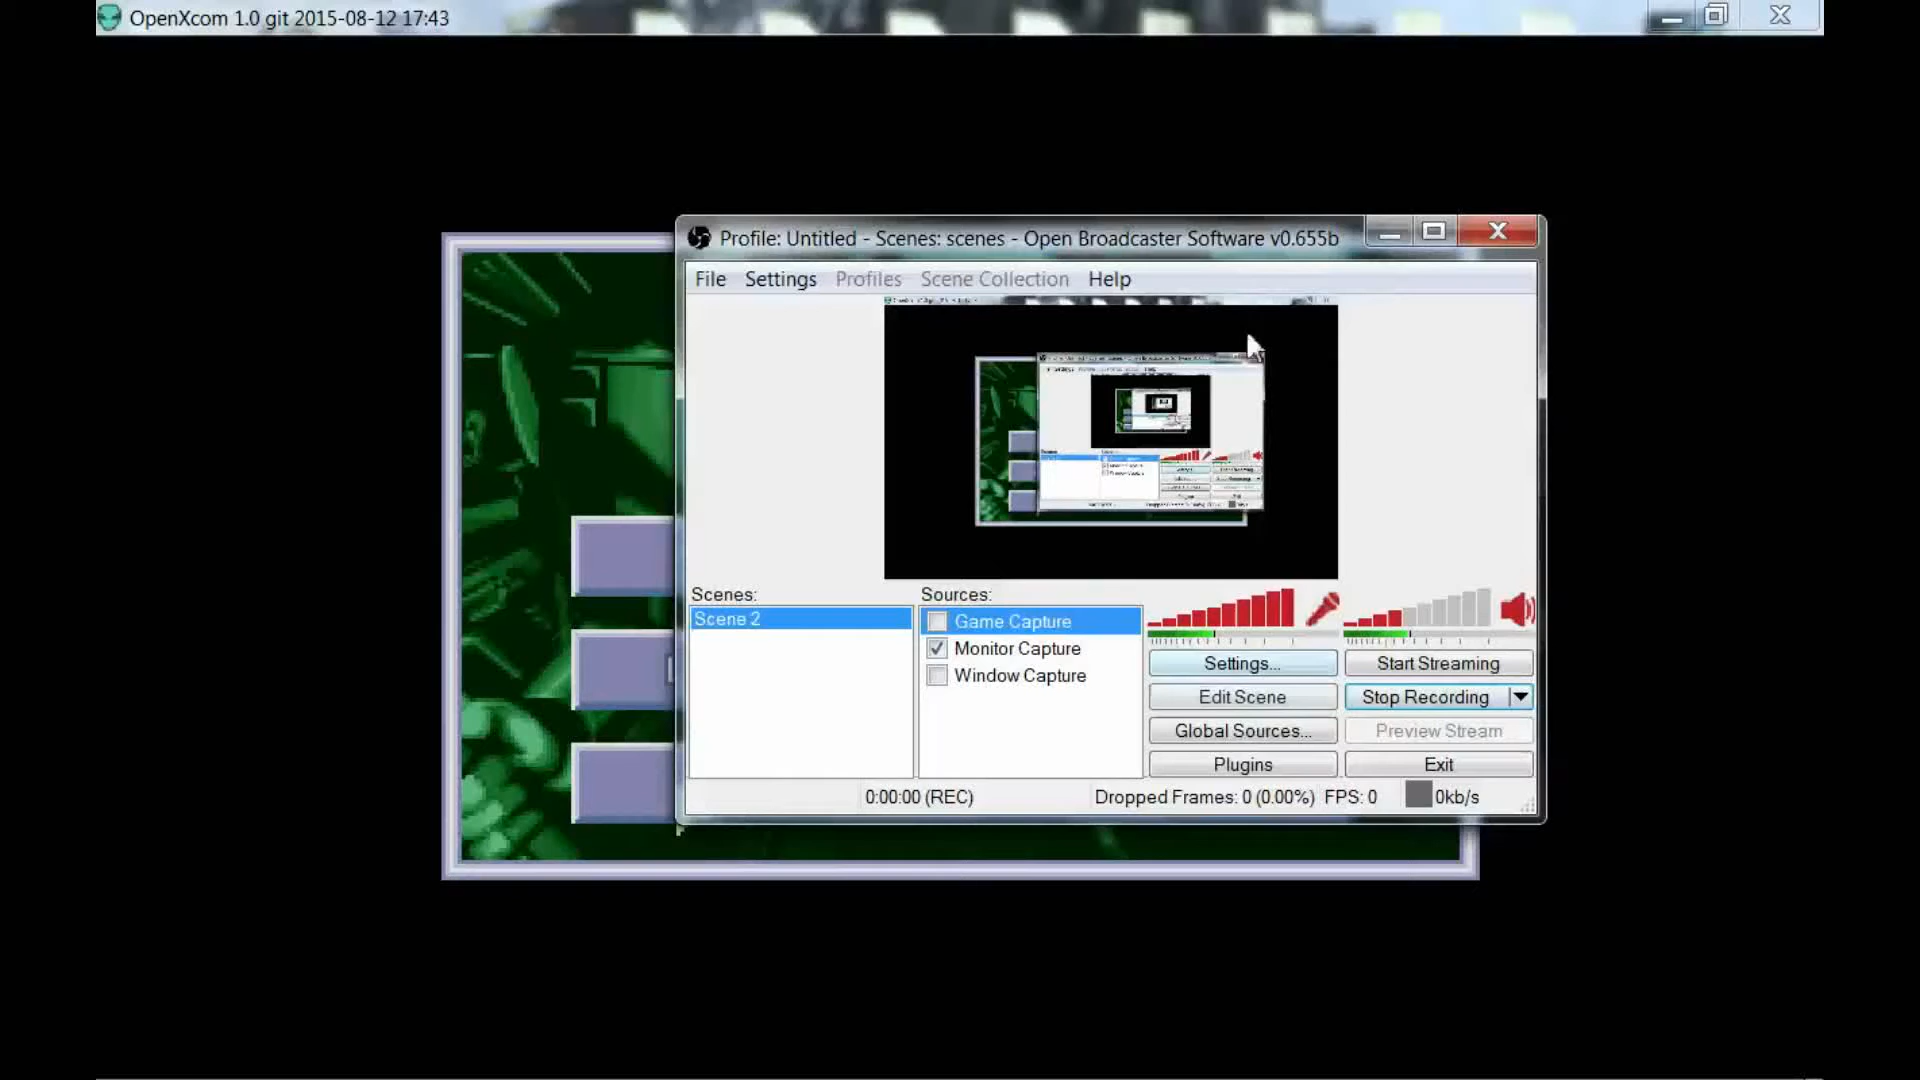 OpenXcom 1.0 git 2015-08-12 17:43
Profile: Untitled - Scenes: scenes - Open Broadcaster Software v0.655b
File Settings Profiles Scene Collection Help
Scenes:
Scene 2
Sources:
Game Capture
Monitor Capture
Window Capture
Settings...
Start Streaming
Edit Scene
Stop Recording
Global Sources...
Preview Stream
Plugins
Exit
0:00:00 (REC)
Dropped Frames: 0 (0.00%) FPS: 0
0kb/s